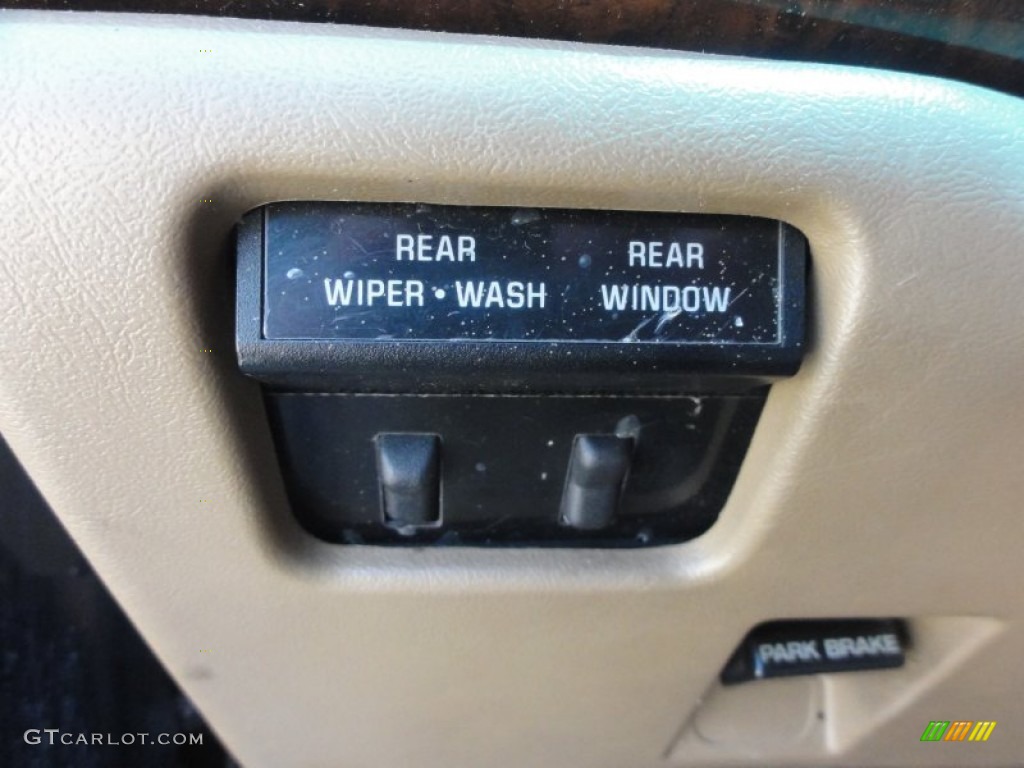 REAR
WIPER • WASH
REAR
WINDOW
PARK BRAKE
GTCARLOT.COM